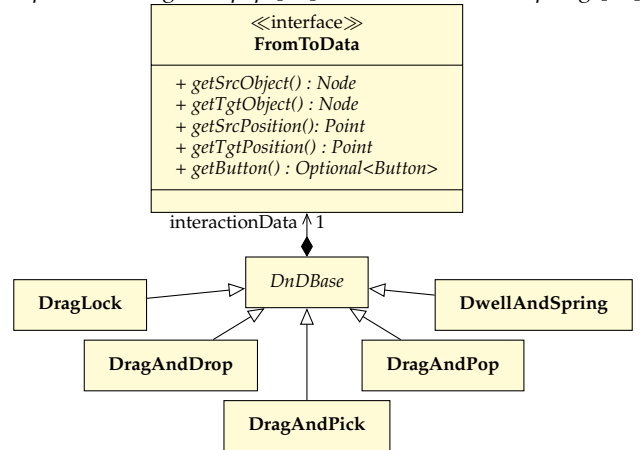 ≪interface≫
FromToData
+ getSrcObject() : Node
+ getTgtObject() : Node
+ getSrcPosition(): Point
+ getTgtPosition() : Point
+ getButton() : Optional<Button>
interactionData 1
DnDBase
DragLock
DwellAndSpring
DragAndDrop
DragAndPop
DragAndPick